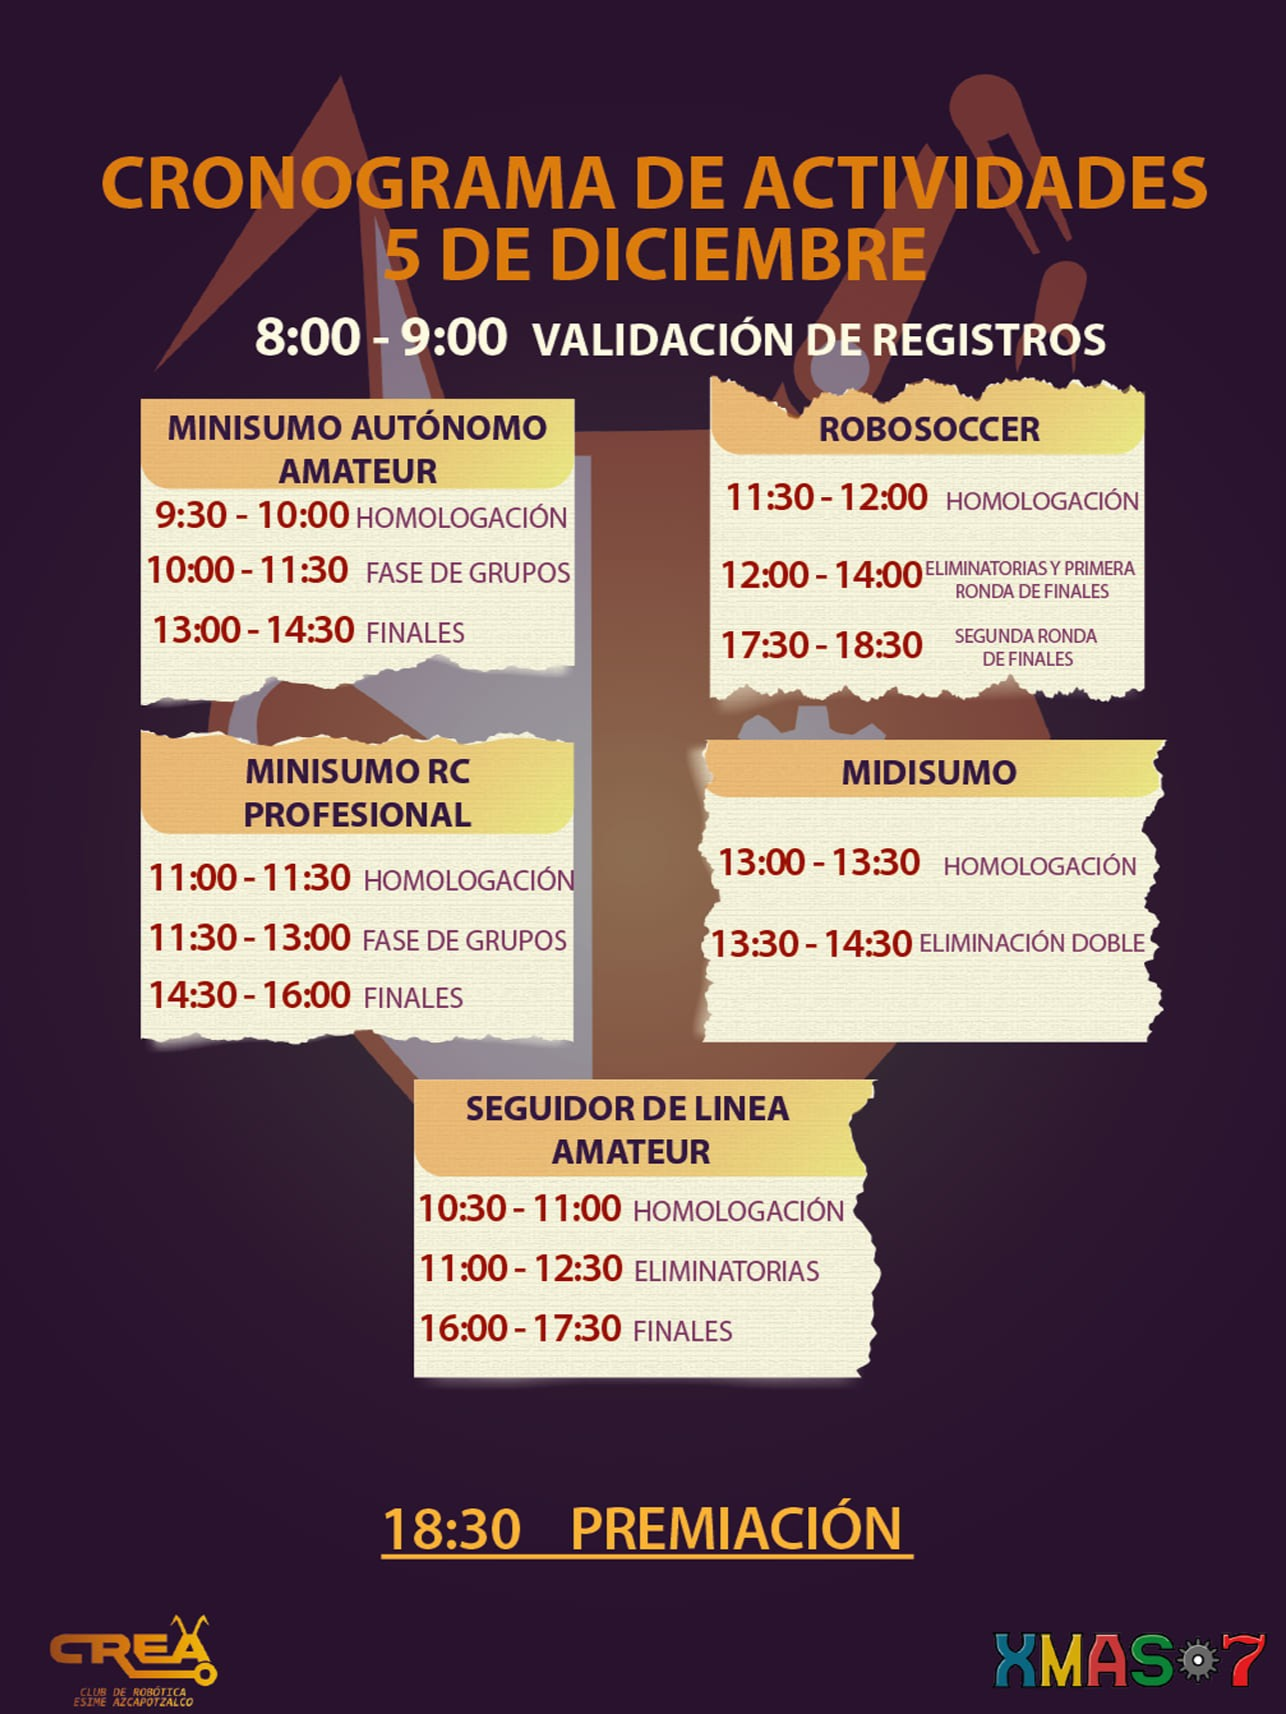 CRONOGRAMA DE ACTIVIDADES
5 DE DICIEMBRE
8:00 - 9:00 VALIDACIÓN DE REGISTROS
MINISUMO AUTÓNOMO
AMATEUR
9:30 - 10:00 HOMOLOGACIÓN
10:00 - 11:30 FASE DE GRUPOS
13:00 - 14:30 FINALES
ROBOSOCCER
11:30 - 12:00 HOMOLOGACIÓN
12:00 - 14:00 ELIMINATORIAS Y PRIMERA
RONDA DE FINALES
17:30 - 18:30 SEGUNDA RONDA
DE FINALES
MINISUMO RC
PROFESIONAL
11:00 - 11:30 HOMOLOGACIÓN
11:30 - 13:00 FASE DE GRUPOS
14:30 - 16:00 FINALES
MIDISUMO
13:00 - 13:30 HOMOLOGACIÓN
13:30 - 14:30 ELIMINACIÓN DOBLE
SEGUIDOR DE LINEA
AMATEUR
10:30 - 11:00 HOMOLOGACIÓN
11:00 - 12:30 ELIMINATORIAS
16:00 - 17:30 FINALES
18:30 PREMIACIÓN
CREA
CLUB DE ROBÓTICA
ESIME AZCAPOTZALCO
XMAS 7